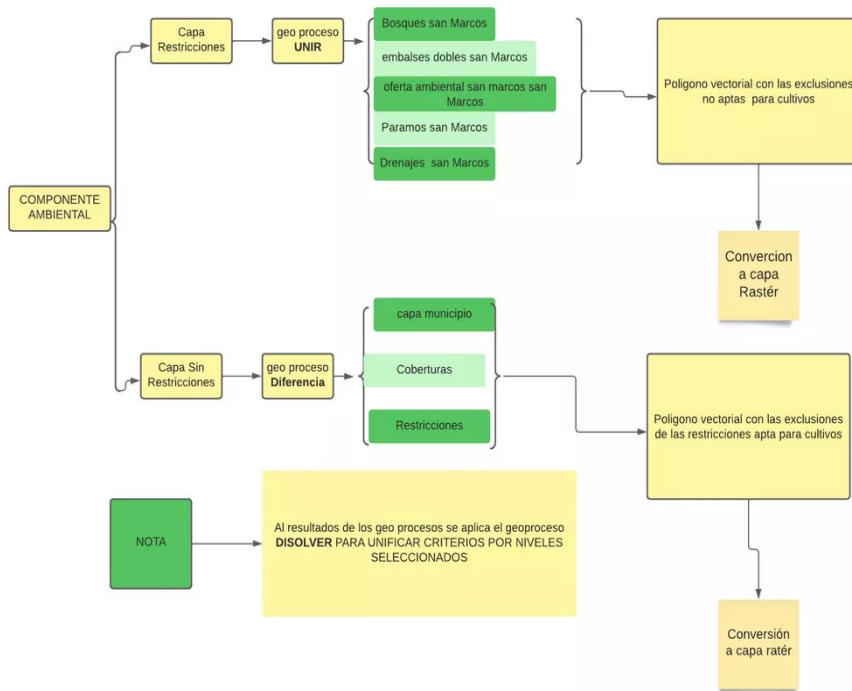 COMPONENTE
AMBIENTAL
Capa
Restricciones
geo proceso
UNIR
Bosques san Marcos
embalses dobles san Marcos
oferta ambiental san marcos san
Marcos
Paramos san Marcos
Drenajes san Marcos
Poligono vectorial con las exclusiones
no aptas para cultivos
Convercion
a capa
Rastér
Capa Sin
Restricciones
geo proceso
Diferencia
capa municipio
Coberturas
Restricciones
Poligono vectorial con las exclusiones
de las restricciones apta para cultivos
Conversión
a capa ratér
NOTA
Al resultados de los geo procesos se aplica el geoproceso
DISOLVER PARA UNIFICAR CRITERIOS POR NIVELES
SELECCIONADOS